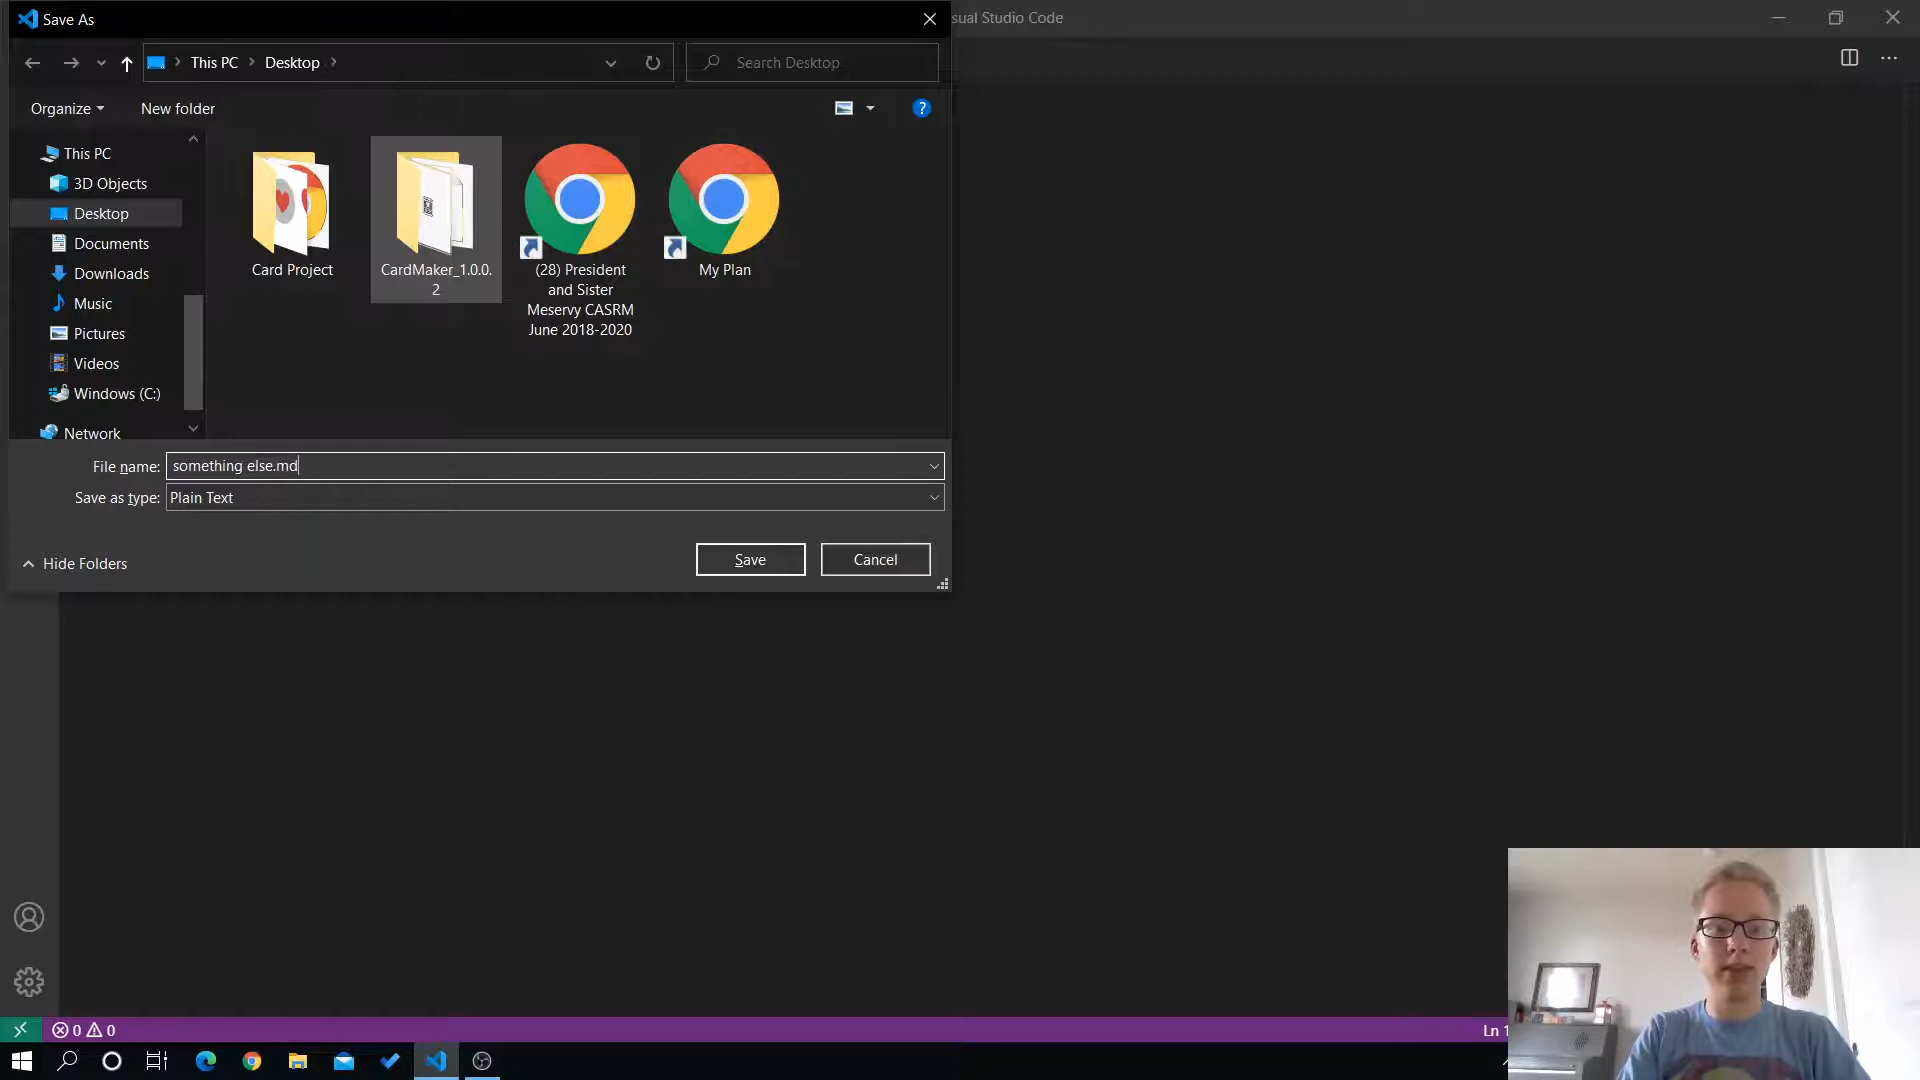 Save As
sual Studio Code
This PC
Desktop
Search Desktop
Organize
New folder
?
This PC
3D Objects
Desktop
Documents
Downloads
Music
Pictures
Videos
Windows (C:)
Network
Card Project
CardMaker_1.0.0.
2
(28) President
and Sister
Meservy CASRM
June 2018-2020
My Plan
File name:
something else.md
Save as type:
Plain Text
Hide Folders
Save
Cancel
0
0
Ln 1